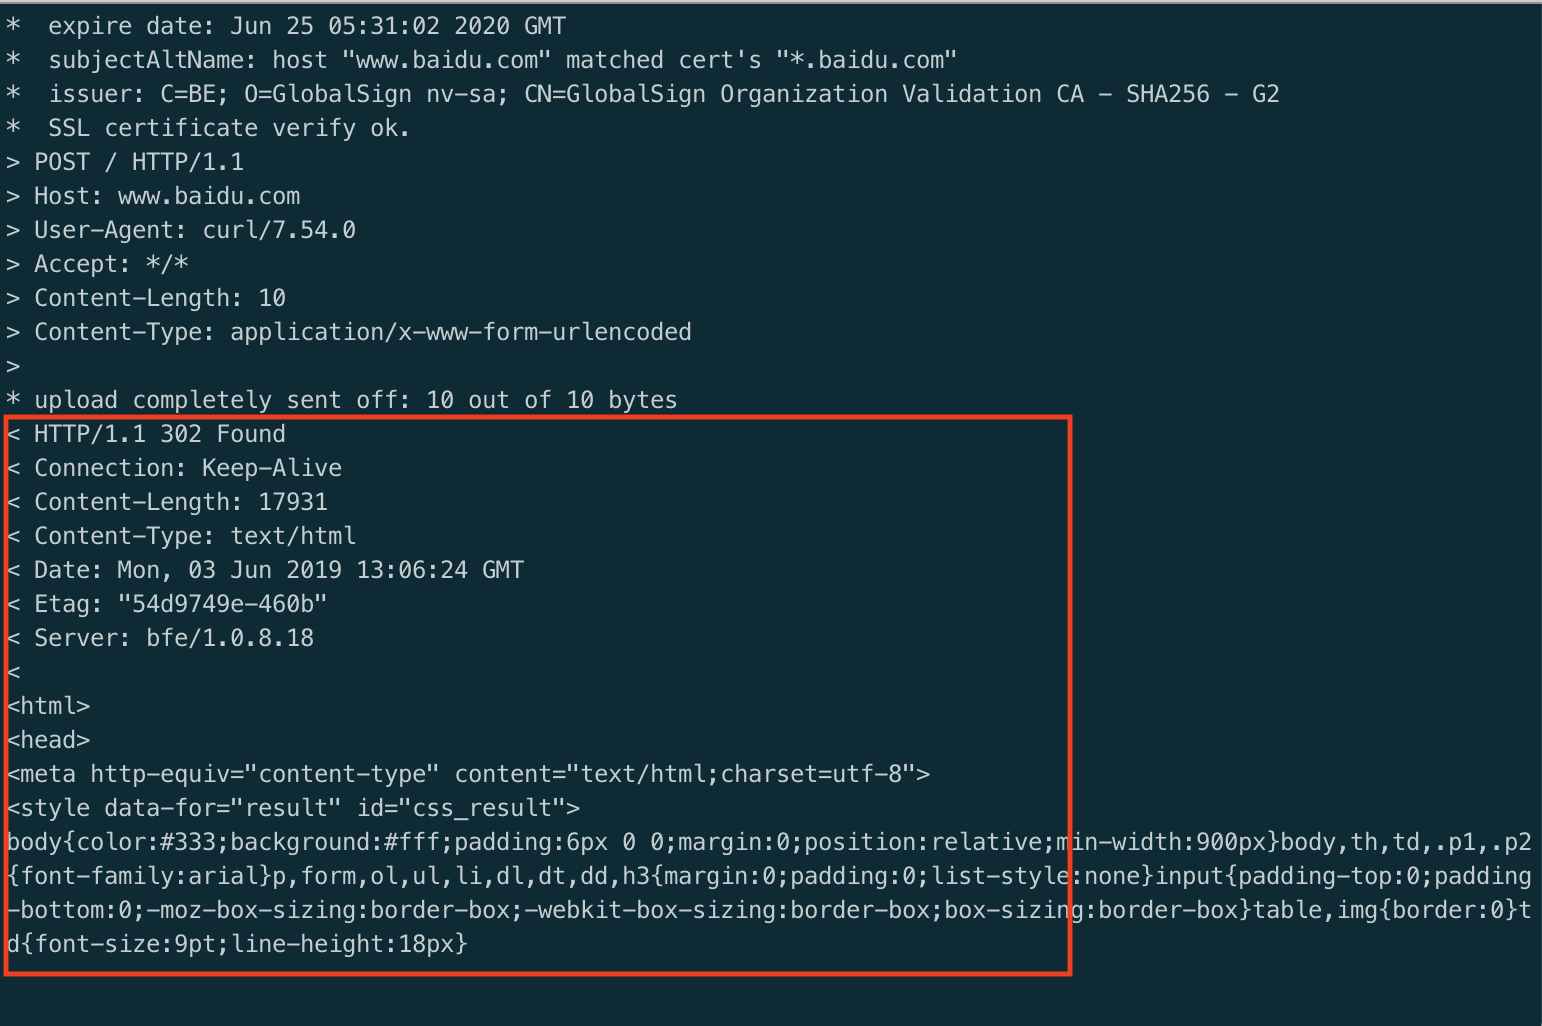 *  expire date: Jun 25 05:31:02 2020 GMT
*  subjectAltName: host "www.baidu.com" matched cert's "*.baidu.com"
*  issuer: C=BE; O=GlobalSign nv-sa; CN=GlobalSign Organization Validation CA - SHA256 - G2
*  SSL certificate verify ok.
> POST / HTTP/1.1
> Host: www.baidu.com
> User-Agent: curl/7.54.0
> Accept: */*
> Content-Length: 10
> Content-Type: application/x-www-form-urlencoded
>
* upload completely sent off: 10 out of 10 bytes
< HTTP/1.1 302 Found
< Connection: Keep-Alive
< Content-Length: 17931
< Content-Type: text/html
< Date: Mon, 03 Jun 2019 13:06:24 GMT
< Etag: "54d9749e-460b"
< Server: bfe/1.0.8.18
<
<html>
<head>
<meta http-equiv="content-type" content="text/html;charset=utf-8">
<style data-for="result" id="css_result">
body{color:#333;background:#fff;padding:6px 0 0;margin:0;position:relative;min-width:900px}body,th,td,.p1,.p2
{font-family:arial}p,form,ol,ul,li,dl,dt,dd,h3{margin:0;padding:0;list-style:none}input{padding-top:0;padding
-bottom:0;-moz-box-sizing:border-box;-webkit-box-sizing:border-box;box-sizing:border-box}table,img{border:0}t
d{font-size:9pt;line-height:18px}